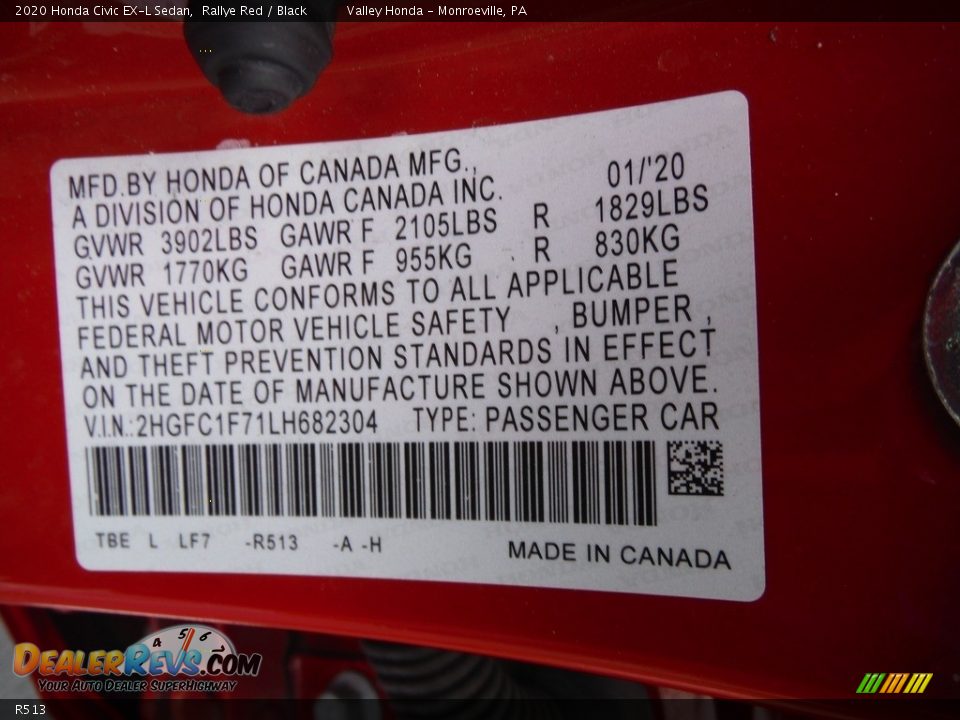 2020 Honda Civic EX-L Sedan, Rallye Red / Black Valley Honda - Monroeville, PA
MFD.BY HONDA OF CANADA MFG., 01/'20
A DIVISION OF HONDA CANADA INC.
GVWR 3902LBS GAWR F 2105LBS R 1829LBS
GVWR 1770KG GAWR F 955KG R 830KG
THIS VEHICLE CONFORMS TO ALL APPLICABLE
FEDERAL MOTOR VEHICLE SAFETY , BUMPER ,
AND THEFT PREVENTION STANDARDS IN EFFECT
ON THE DATE OF MANUFACTURE SHOWN ABOVE.
V.I.N.:2HGFC1F71LH682304 TYPE: PASSENGER CAR
TBE L LF7 -R513 -A -H
MADE IN CANADA
4 5 6
DEALERREVS.COM
YOUR AUTO DEALER SUPERHIGHWAY
R513